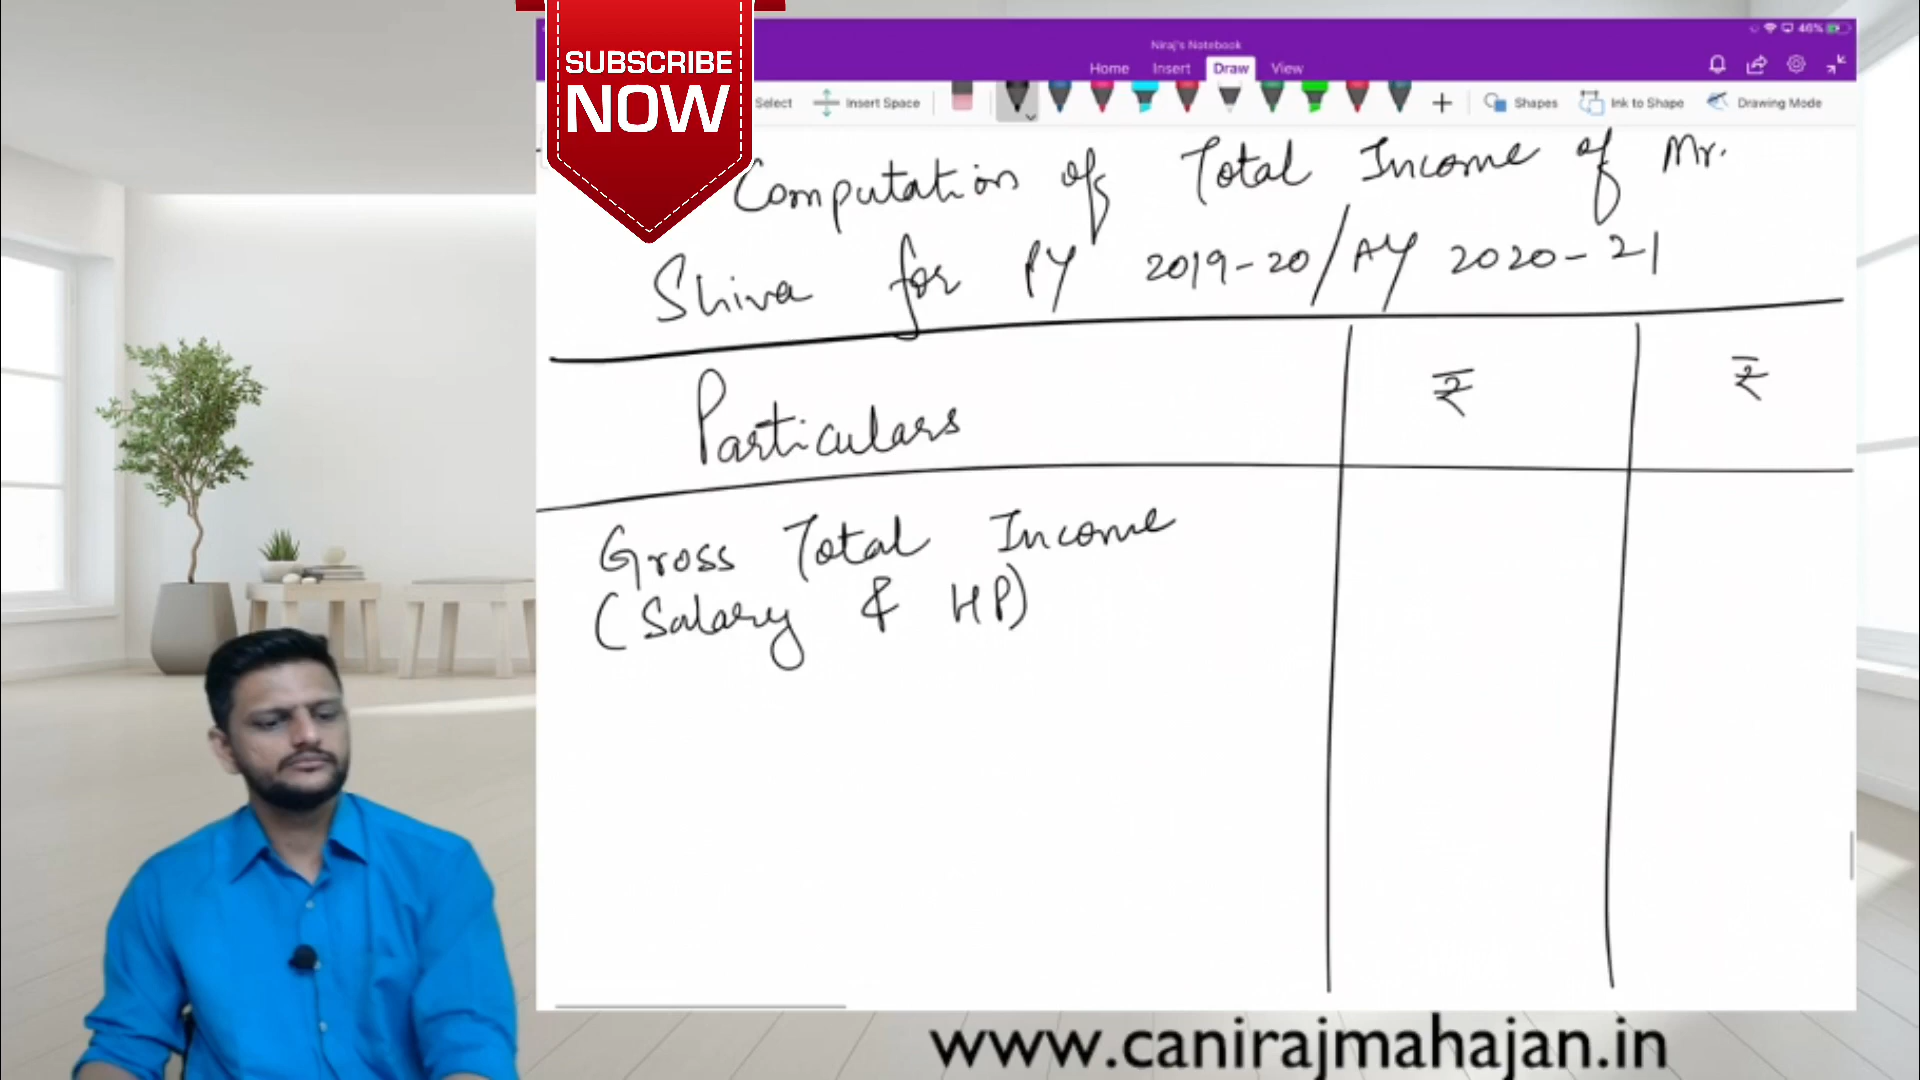 SUBSCRIBE
NOW
46%
Niraj's Notebook
Home Insert Draw View
Select Insert Space Shapes Ink to Shape Drawing Mode
Computation of Total Income of Mr.
Shiva for PY 2019-20/AY 2020-21
Particulars ₹ ₹
Gross Total Income
(Salary & HP)
www.canirajmahajan.in